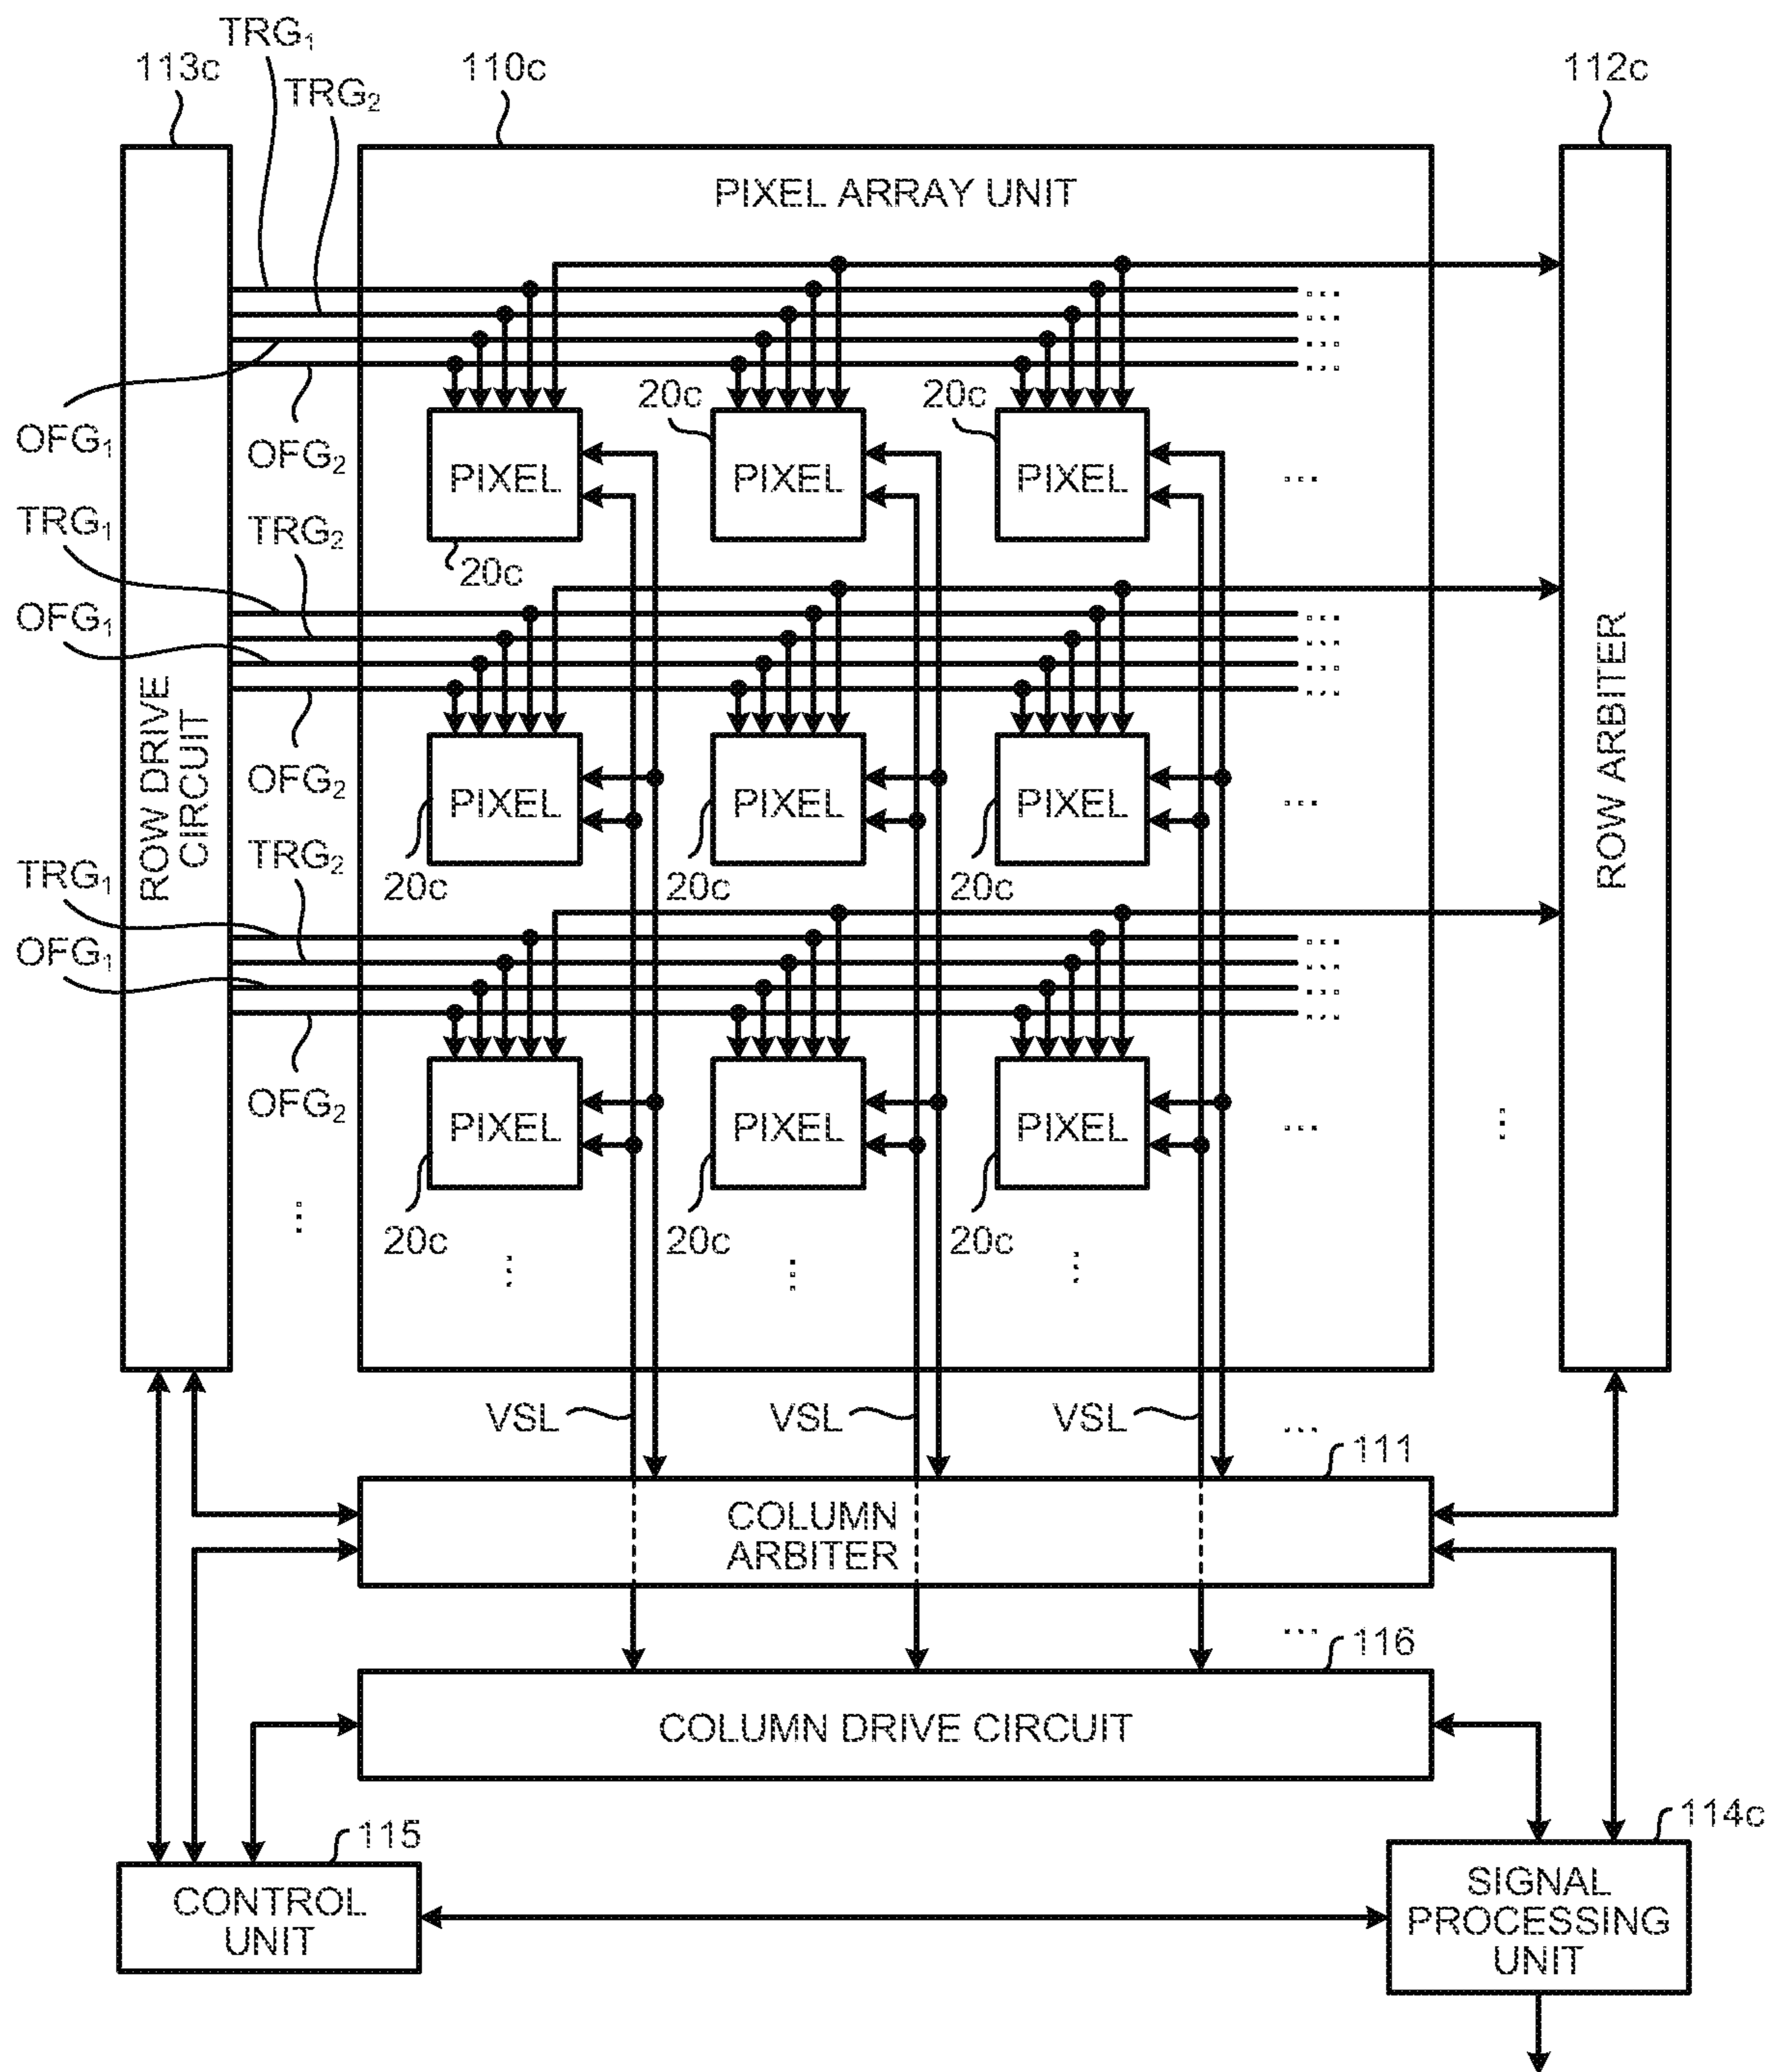 TRG₁
113c
110c
112c
TRG₂
PIXEL ARRAY UNIT
...
...
...
...
20c
20c
OFG₁
OFG₂
PIXEL
PIXEL
PIXEL
...
TRG₁
TRG₂
20c
OFG₁
...
...
...
...
ROW DRIVE
CIRCUIT
ROW ARBITER
OFG₂
PIXEL
PIXEL
PIXEL
...
TRG₁
TRG₂
20c
20c
20c
OFG₁
...
...
...
...
OFG₂
PIXEL
PIXEL
PIXEL
...
...
...
20c
20c
20c
...
...
...
VSL
VSL
VSL
...
111
COLUMN
ARBITER
...
116
COLUMN DRIVE CIRCUIT
115
114c
CONTROL
UNIT
SIGNAL
PROCESSING
UNIT